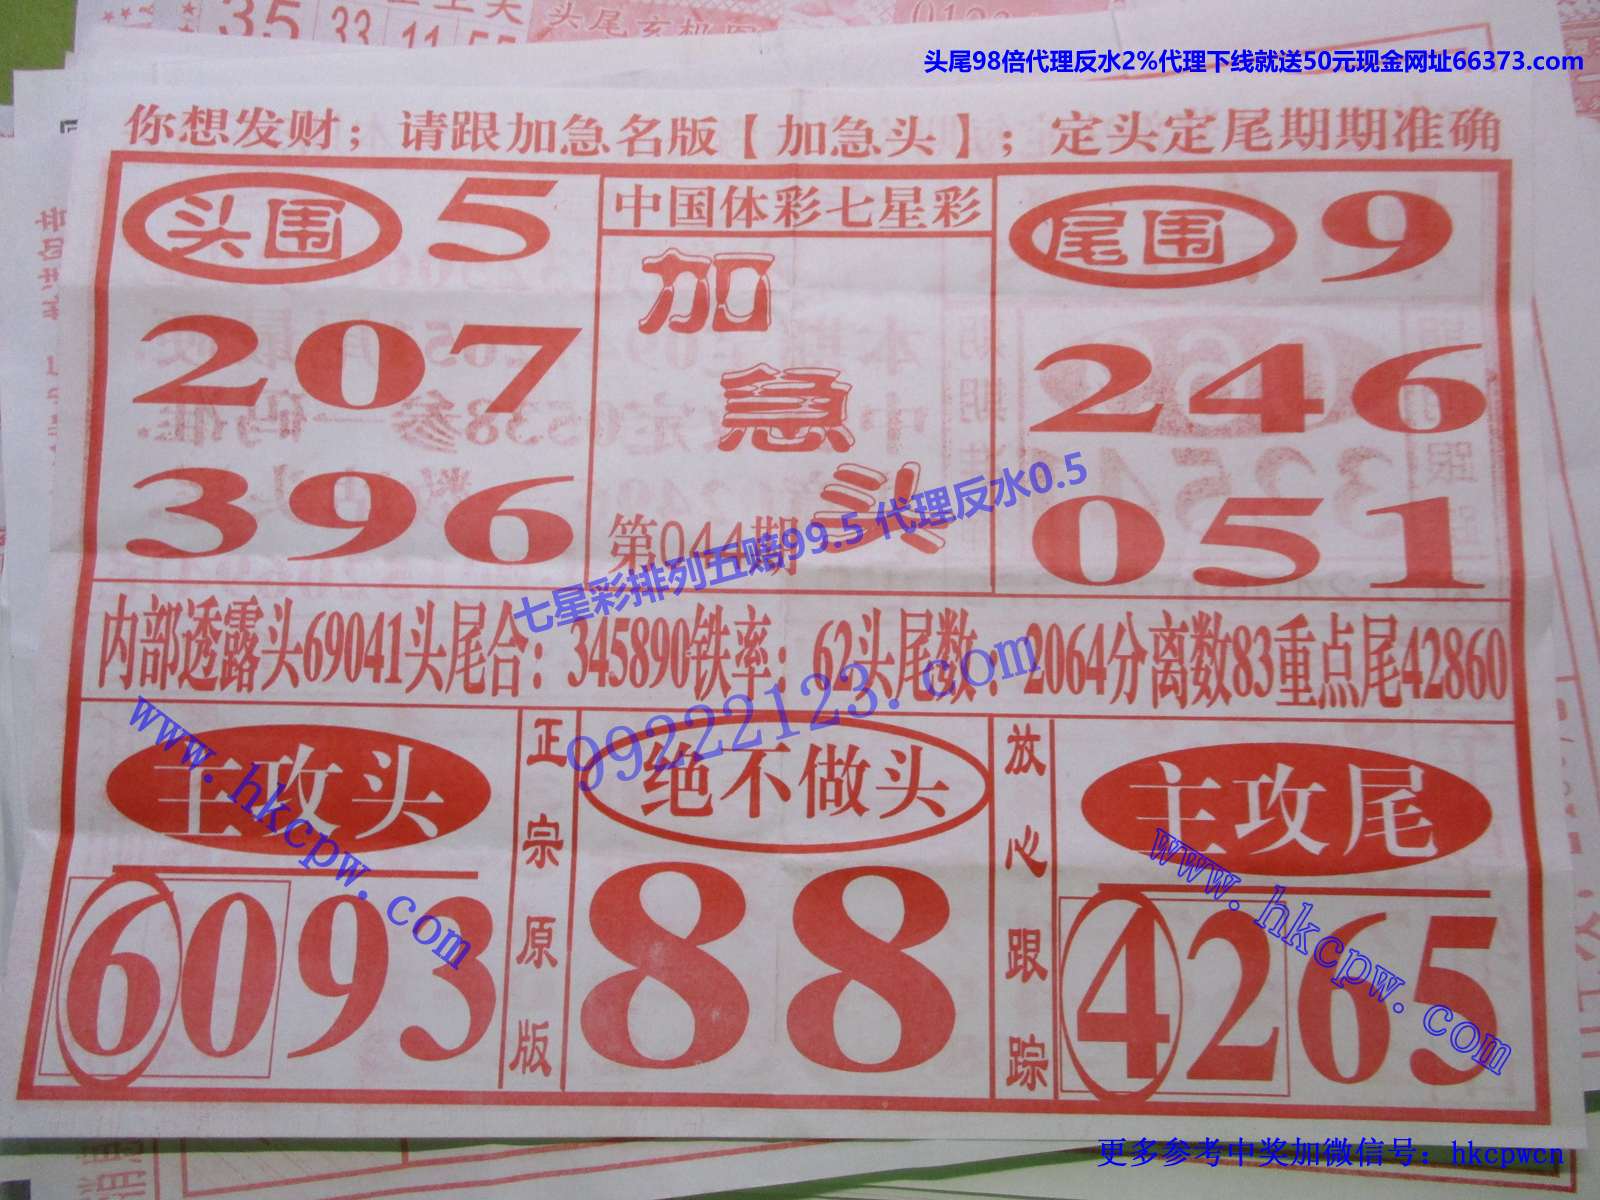 头尾98倍代理反水2%代理下线就送50元现金网址66373.com
35 33 11
头尾玄机图
你想发财；请跟加急名版【加急头】；定头定尾期期准确
头围 5
207
396
中国体彩七星彩
加急头
第044期
尾围 9
246
051
七星彩排列五赔99.5 代理反水0.5
内部透露头69041头尾合：345890铁率：62头尾数：2064分离数83重点尾42860
99222123.com
www.hkcpw.com
主攻头
6093
正宗原版
绝不做头
88
放心跟踪
主攻尾
4265
www.hkcpw.com
更多参考中奖加微信号：hkcpwcn